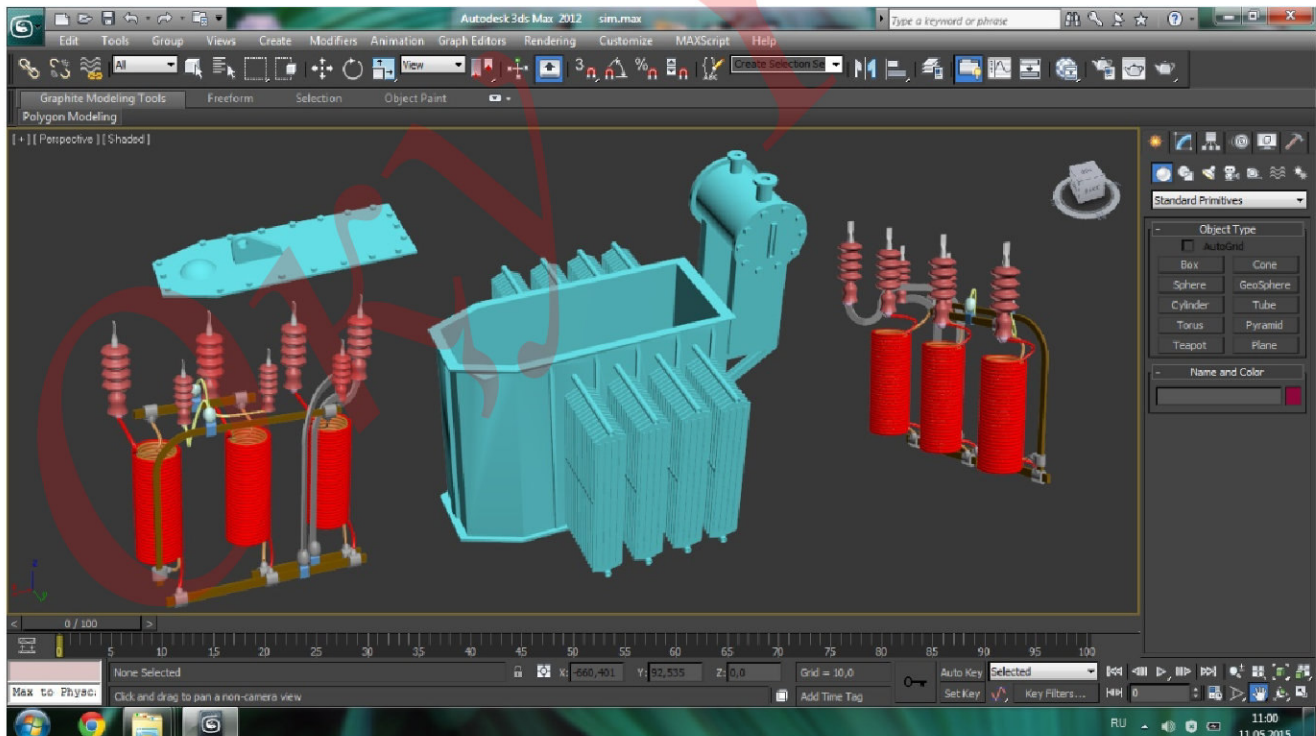 Autodesk 3ds Max 2012 sim.max
Type a keyword or phrase
Edit Tools Group Views Create Modifiers Animation Graph Editors Rendering Customize MAXScript Help
All
View
3
Create Selection Se
Graphite Modeling Tools Freeform Selection Object Paint
Polygon Modeling
[ + ] [ Perspective ] [ Shaded ]
Standard Primitives
- Object Type
AutoGrid
Box Cone
Sphere GeoSphere
Cylinder Tube
Torus Pyramid
Teapot Plane
- Name and Color
z
y
< 0 / 100 >
0 5 10 15 20 25 30 35 40 45 50 55 60 65 70 75 80 85 90 95 100
None Selected X: -660,401 Y: 92,535 Z: 0,0 Grid = 10,0 Auto Key Selected
Max to Physc: Click and drag to pan a non-camera view Add Time Tag Set Key Key Filters... 0
RU 11:00
11.05.2015